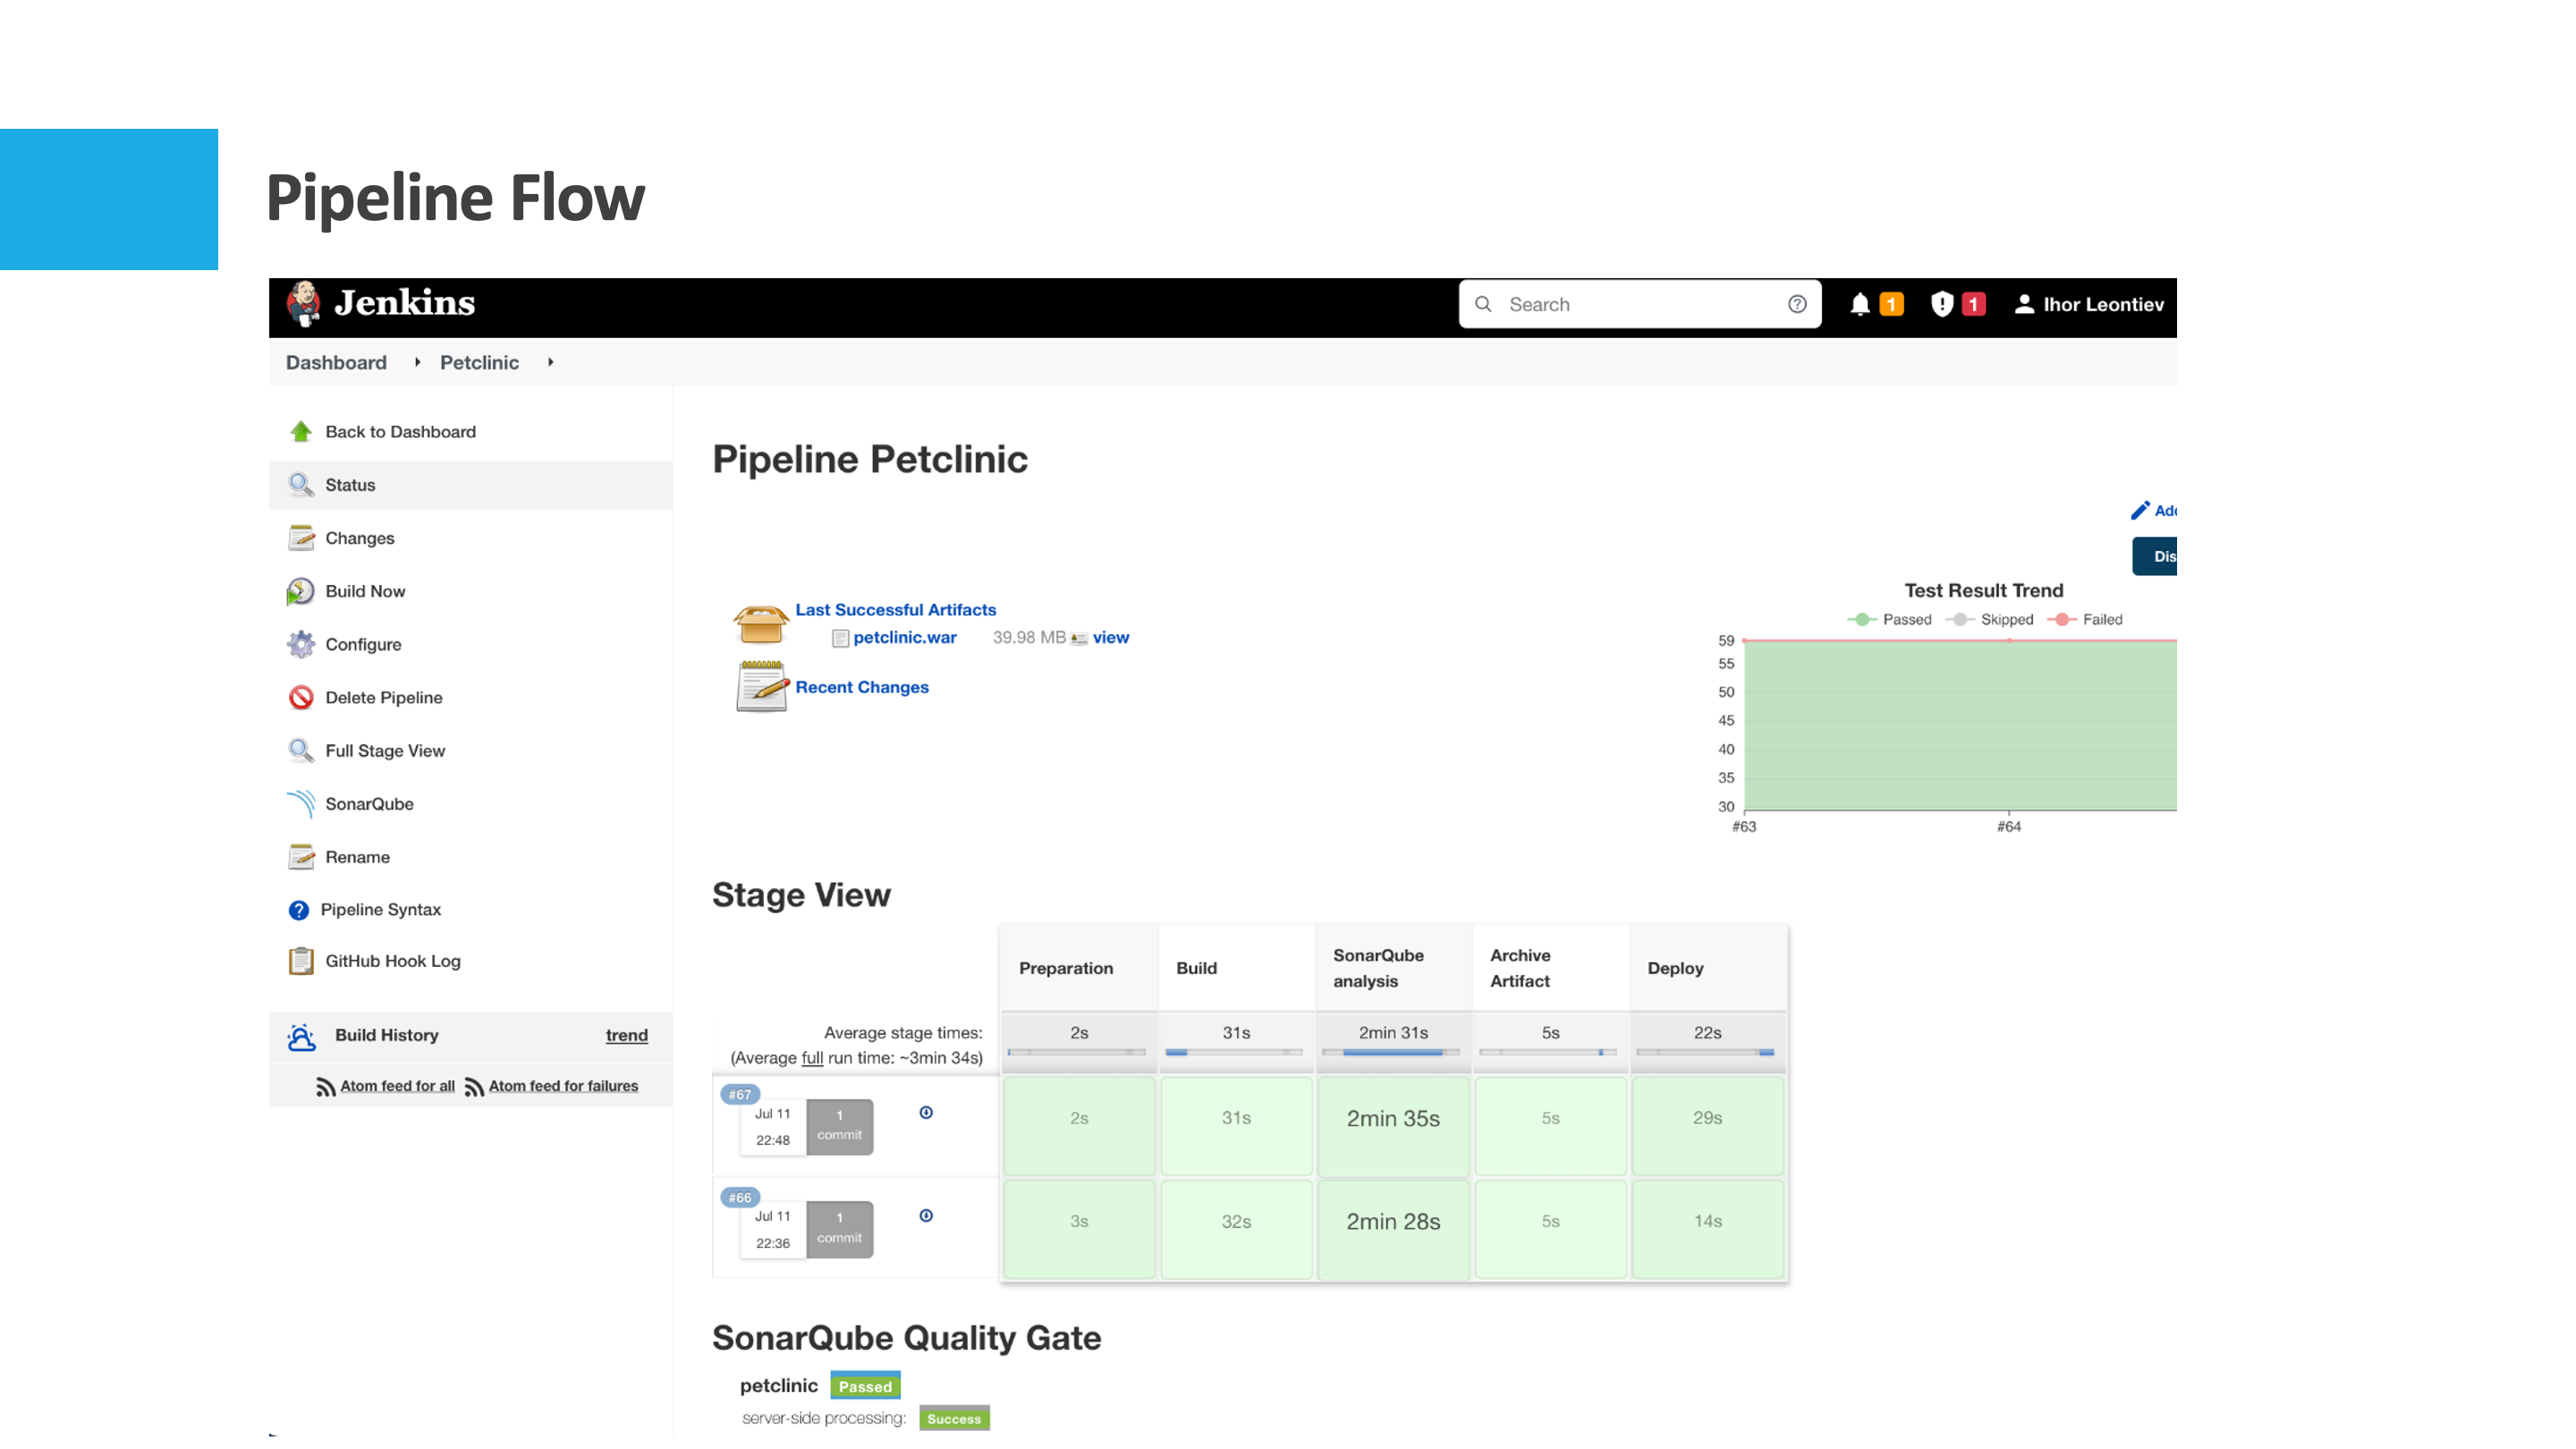 Pipeline Flow
Jenkins
Search
1
1
Ihor Leontiev
Dashboard
Petclinic
Back to Dashboard
Status
Changes
Build Now
Configure
Delete Pipeline
Full Stage View
SonarQube
Rename
Pipeline Syntax
GitHub Hook Log
Build History
trend
Atom feed for all
Atom feed for failures
Pipeline Petclinic
Dis
Last Successful Artifacts
petclinic.war 39.98 MB view
Recent Changes
Test Result Trend
Passed Skipped Failed
59
55
50
45
40
35
30
#63 #64
Stage View
Preparation
Build
SonarQube
analysis
Archive
Artifact
Deploy
Average stage times:
(Average full run time: ~3min 34s)
2s 31s 2min 31s 5s 22s
#67
Jul 11
22:48
1
commit
2s 31s 2min 35s 5s 29s
#66
Jul 11
22:36
1
commit
3s 32s 2min 28s 5s 14s
SonarQube Quality Gate
petclinic Passed
server-side processing: Success